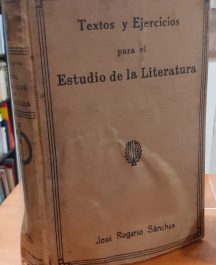 Textos y Ejercicios
para el
Estudio de la Literatura
José Rogerio Sánchez